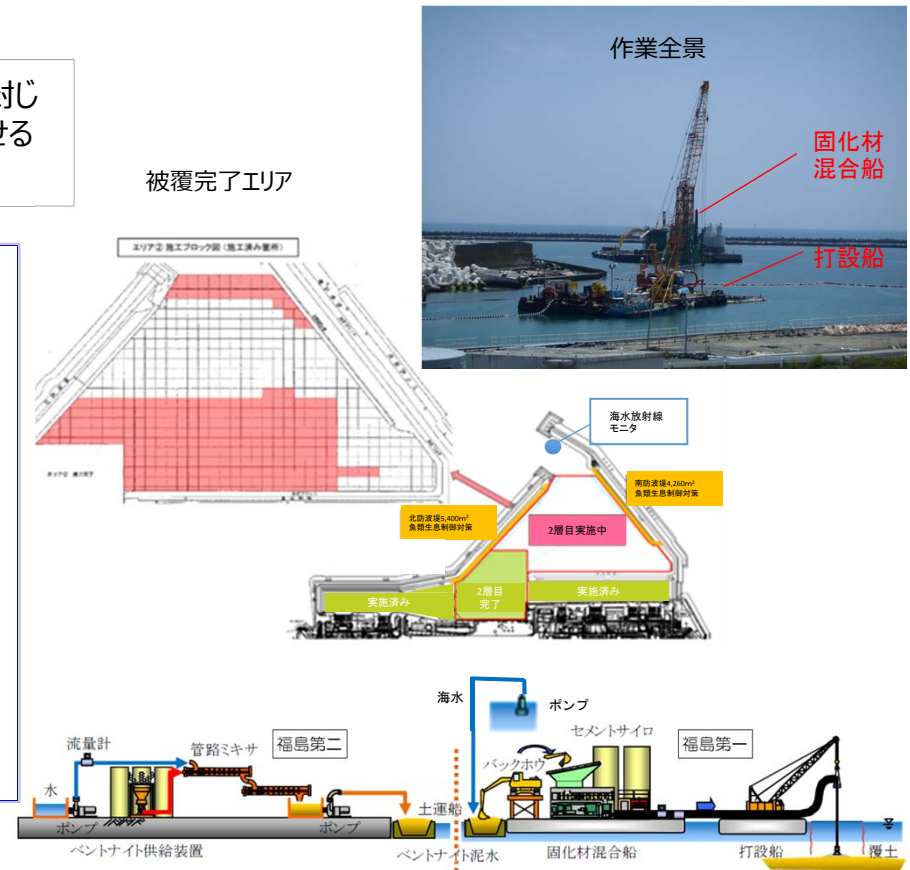 封じ
せる
作業全景
固化材
混合船
打設船
被覆完了エリア
エリア② 施工ブロック図（施工済み箇所）
海水放射線
モニタ
南防波堤4,260m²
魚類生息制御対策
北防波堤5,400m²
魚類生息制御対策
2層目実施中
実施済み
2層目
完了
実施済み
海水
ポンプ
流量計
管路ミキサ
福島第二
セメントサイロ
福島第一
バックホウ
水
土運船
ポンプ
ポンプ
ベントナイト供給装置
ベントナイト泥水
固化材混合船
打設船
覆土